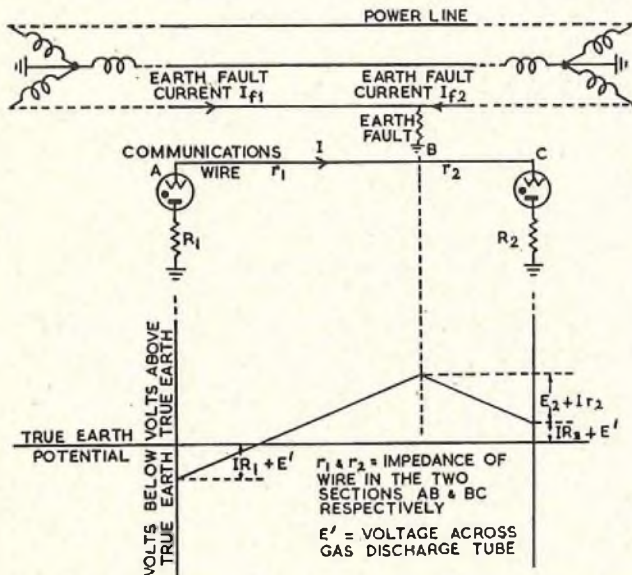 POWER LINE
EARTH FAULT
CURRENT If1
EARTH FAULT
CURRENT If2
EARTH
FAULT
COMMUNICATIONS
WIRE
A
r1
I
B
r2
C
R1
R2
VOLTS BELOW VOLTS ABOVE
TRUE EARTH TRUE EARTH
TRUE EARTH
POTENTIAL
IR1 + E'
E2 + Ir2
IR2 + E'
r1 & r2 = IMPEDANCE OF
WIRE IN THE TWO
SECTIONS AB & BC
RESPECTIVELY
E' = VOLTAGE ACROSS
GAS DISCHARGE TUBE